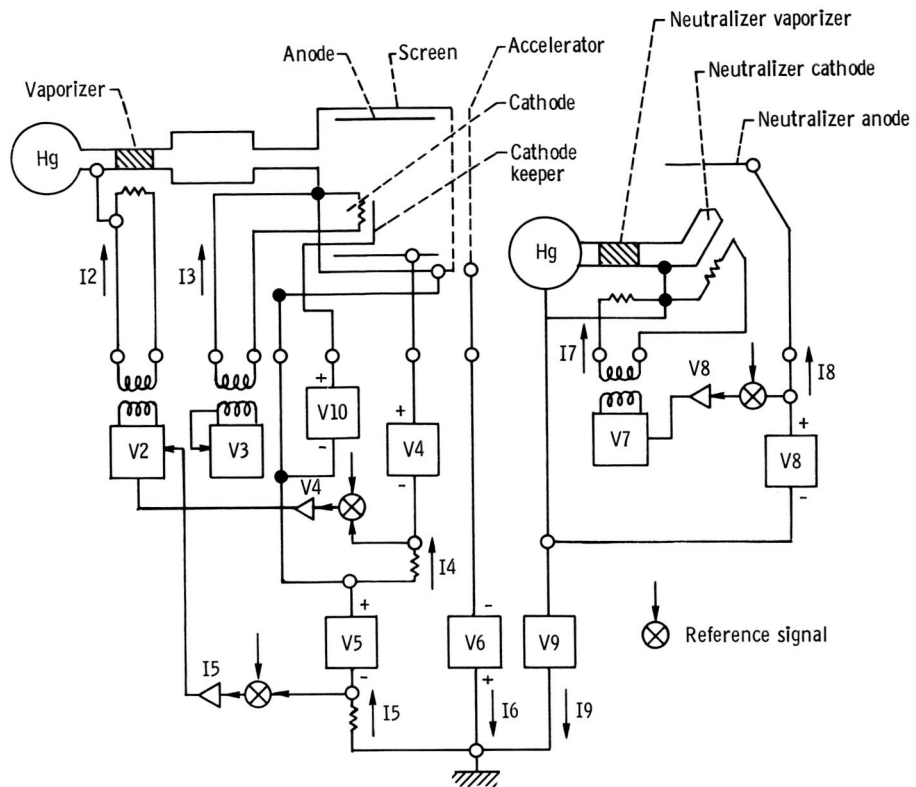 Neutralizer vaporizer
Accelerator
Anode
Screen
Neutralizer cathode
Vaporizer
Cathode
Neutralizer anode
Cathode
keeper
Hg
Hg
I2
I3
I7
V8
I8
+
V10
-
+
V4
-
V2
V3
V7
+
V8
-
V4
I4
+
V5
-
-
V6
+
V9
Reference signal
I5
I5
I6
I9